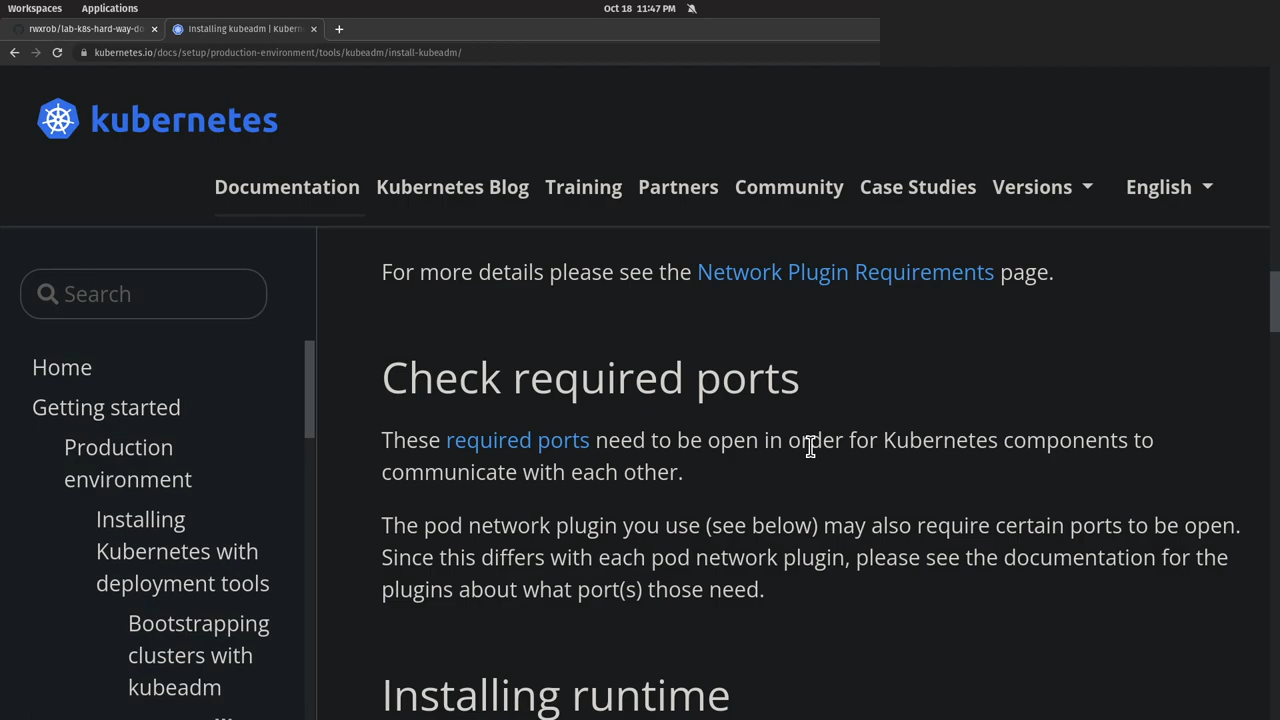 Workspaces Applications Oct 18 11:47 PM
rwxrob/lab-k8s-hard-way-do × Installing kubeadm | Kubern × +
kubernetes.io/docs/setup/production-environment/tools/kubeadm/install-kubeadm/
kubernetes
Documentation Kubernetes Blog Training Partners Community Case Studies Versions English
Search
Home
Getting started
Production
environment
Installing
Kubernetes with
deployment tools
Bootstrapping
clusters with
kubeadm
For more details please see the Network Plugin Requirements page.
Check required ports
These required ports need to be open in order for Kubernetes components to
communicate with each other.
The pod network plugin you use (see below) may also require certain ports to be open.
Since this differs with each pod network plugin, please see the documentation for the
plugins about what port(s) those need.
Installing runtime